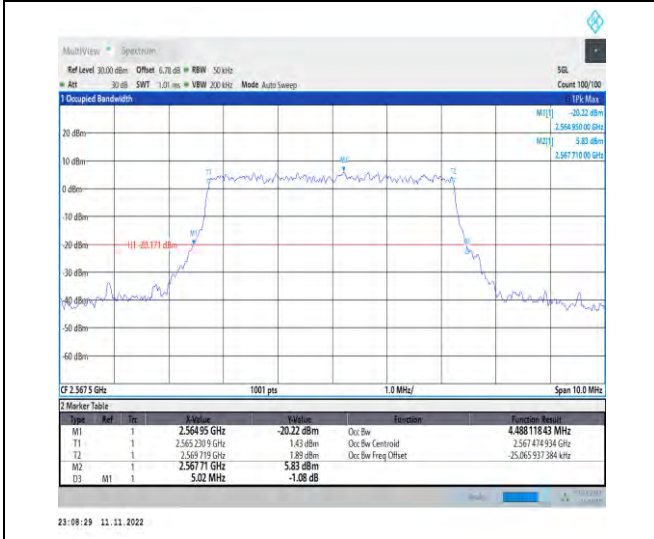 MultiView Spectrum
Ref Level 30.00 dBm Offset 6.78 dB RBW 50 kHz SGL
Att 30 dB SWT 1.01 ms VBW 200 kHz Mode Auto Sweep Count 100/100
1 Occupied Bandwidth 1Pk Max
M1[1] -20.22 dBm
2.564 950 00 GHz
M2[1] 5.83 dBm
2.567 710 00 GHz
20 dBm
10 dBm
0 dBm
-10 dBm
-20 dBm
H1 -20.171 dBm
-30 dBm
-40 dBm
-50 dBm
-60 dBm
M1
T1
M2
T2
CF 2.567 5 GHz 1001 pts 1.0 MHz/ Span 10.0 MHz
2 Marker Table
Type Ref Trc X-Value Y-Value Function Function Result
M1 1 2.564 95 GHz -20.22 dBm Occ Bw 4.488 118 43 MHz
T1 1 2.565 230 9 GHz 1.43 dBm Occ Bw Centroid 2.567 474 934 GHz
T2 1 2.569 719 GHz 1.89 dBm Occ Bw Freq Offset -25.065 937 384 kHz
M2 1 2.567 71 GHz 5.83 dBm
D3 M1 1 5.02 MHz -1.08 dB
23:08:29 11.11.2022